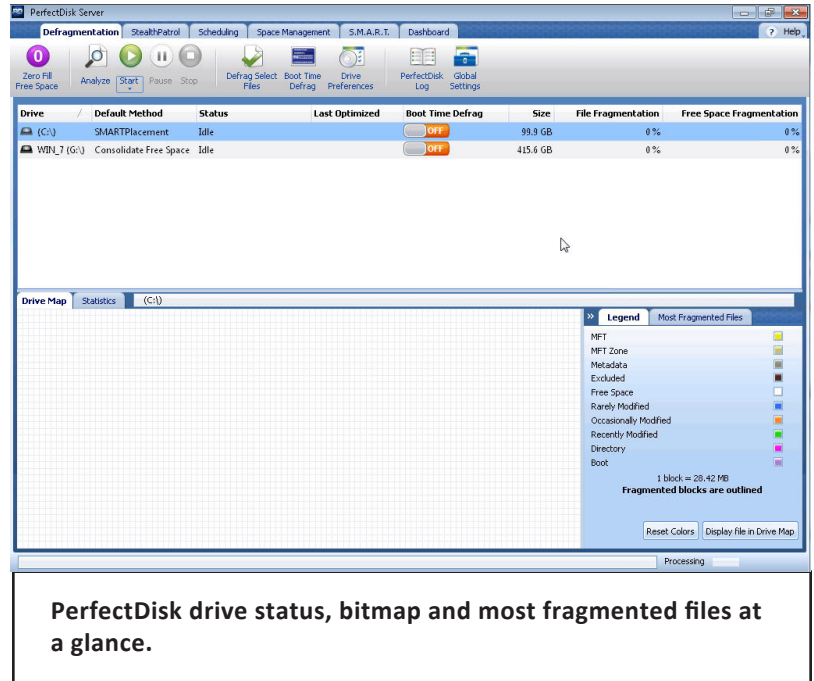 PerfectDisk Server
Defragmentation StealthPatrol Scheduling Space Management S.M.A.R.T. Dashboard ? Help
0
Zero Fill Free Space Analyze Start Pause Stop Defrag Select Files Boot Time Defrag Drive Preferences PerfectDisk Log Global Settings
Drive Default Method Status Last Optimized Boot Time Defrag Size File Fragmentation Free Space Fragmentation
(C:\) SMARTPlacement Idle OFF 99.9 GB 0 % 0 %
WIN_7 (G:\) Consolidate Free Space Idle OFF 415.6 GB 0 % 0 %
Drive Map Statistics (C:\)
» Legend Most Fragmented Files
MFT
MFT Zone
Metadata
Excluded
Free Space
Rarely Modified
Occasionally Modified
Recently Modified
Directory
Boot
1 block = 28.42 MB
Fragmented blocks are outlined
Reset Colors Display file in Drive Map
Processing
PerfectDisk drive status, bitmap and most fragmented files at
a glance.